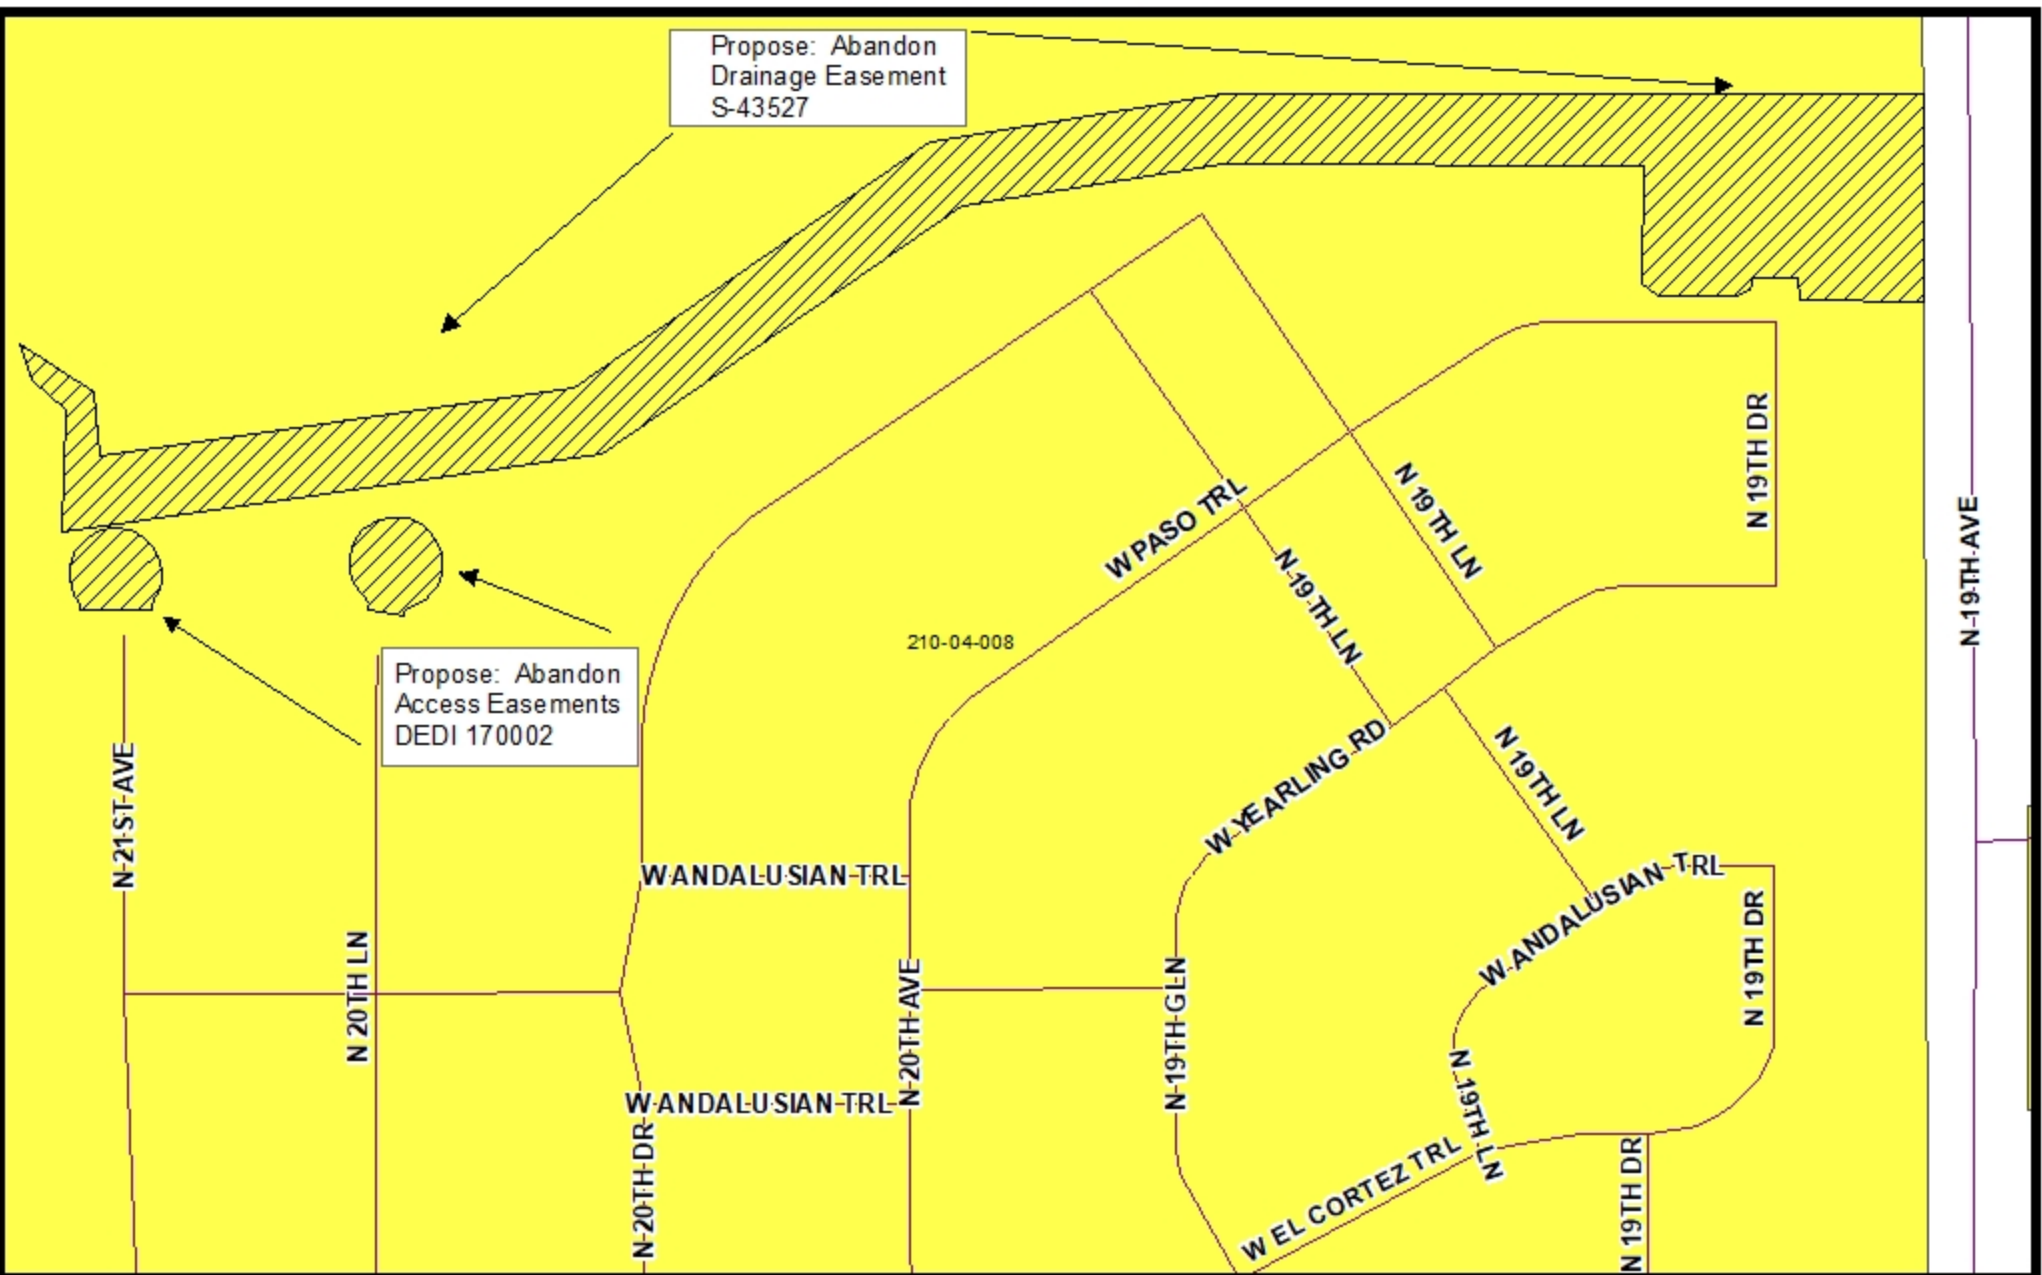 Propose:  Abandon
Drainage Easement
S-43527
N 19TH DR
N 19TH LN
W PASO TRL
N 19TH AVE
N 19TH LN
210-04-008
Propose:  Abandon
Access Easements
DEDI 170002
N 21ST AVE
W YEARLING RD
N 19TH LN
W ANDALUSIAN TRL
W ANDALUSIAN TRL
N 19TH DR
N 20TH LN
N 20TH AVE
N 19TH GLN
W ANDALUSIAN TRL
N 19TH LN
N 20TH DR
W EL CORTEZ TRL
N 19TH DR